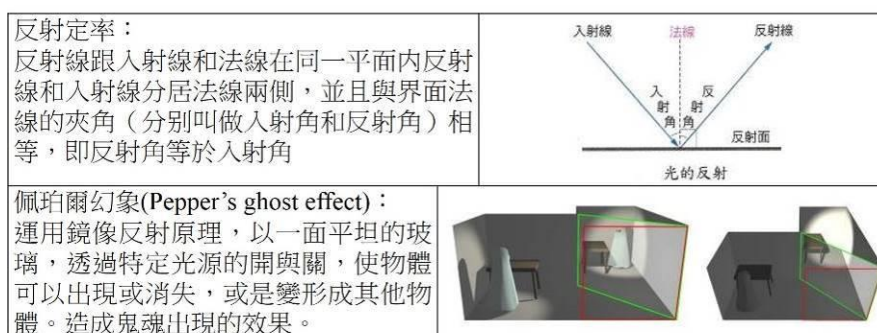 反射定率：
反射線跟入射線和法線在同一平面内反射
線和入射線分居法線兩側，並且與界面法
線的夾角（分别叫做入射角和反射角）相
等，即反射角等於入射角
入射線
法線
反射線
入射角
反射角
反射面
光的反射
佩珀爾幻象(Pepper's ghost effect)：
運用鏡像反射原理，以一面平坦的玻
璃，透過特定光源的開與關，使物體
可以出現或消失，或是變形成其他物
體。造成鬼魂出現的效果。